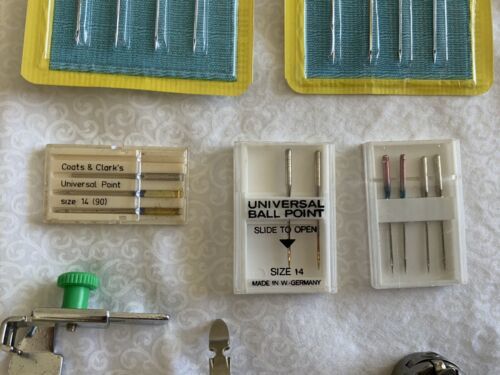 Coats & Clark's
Universal Point
size 14 (90)
UNIVERSAL
BALL POINT
SLIDE TO OPEN
SIZE 14
MADE IN W.-GERMANY